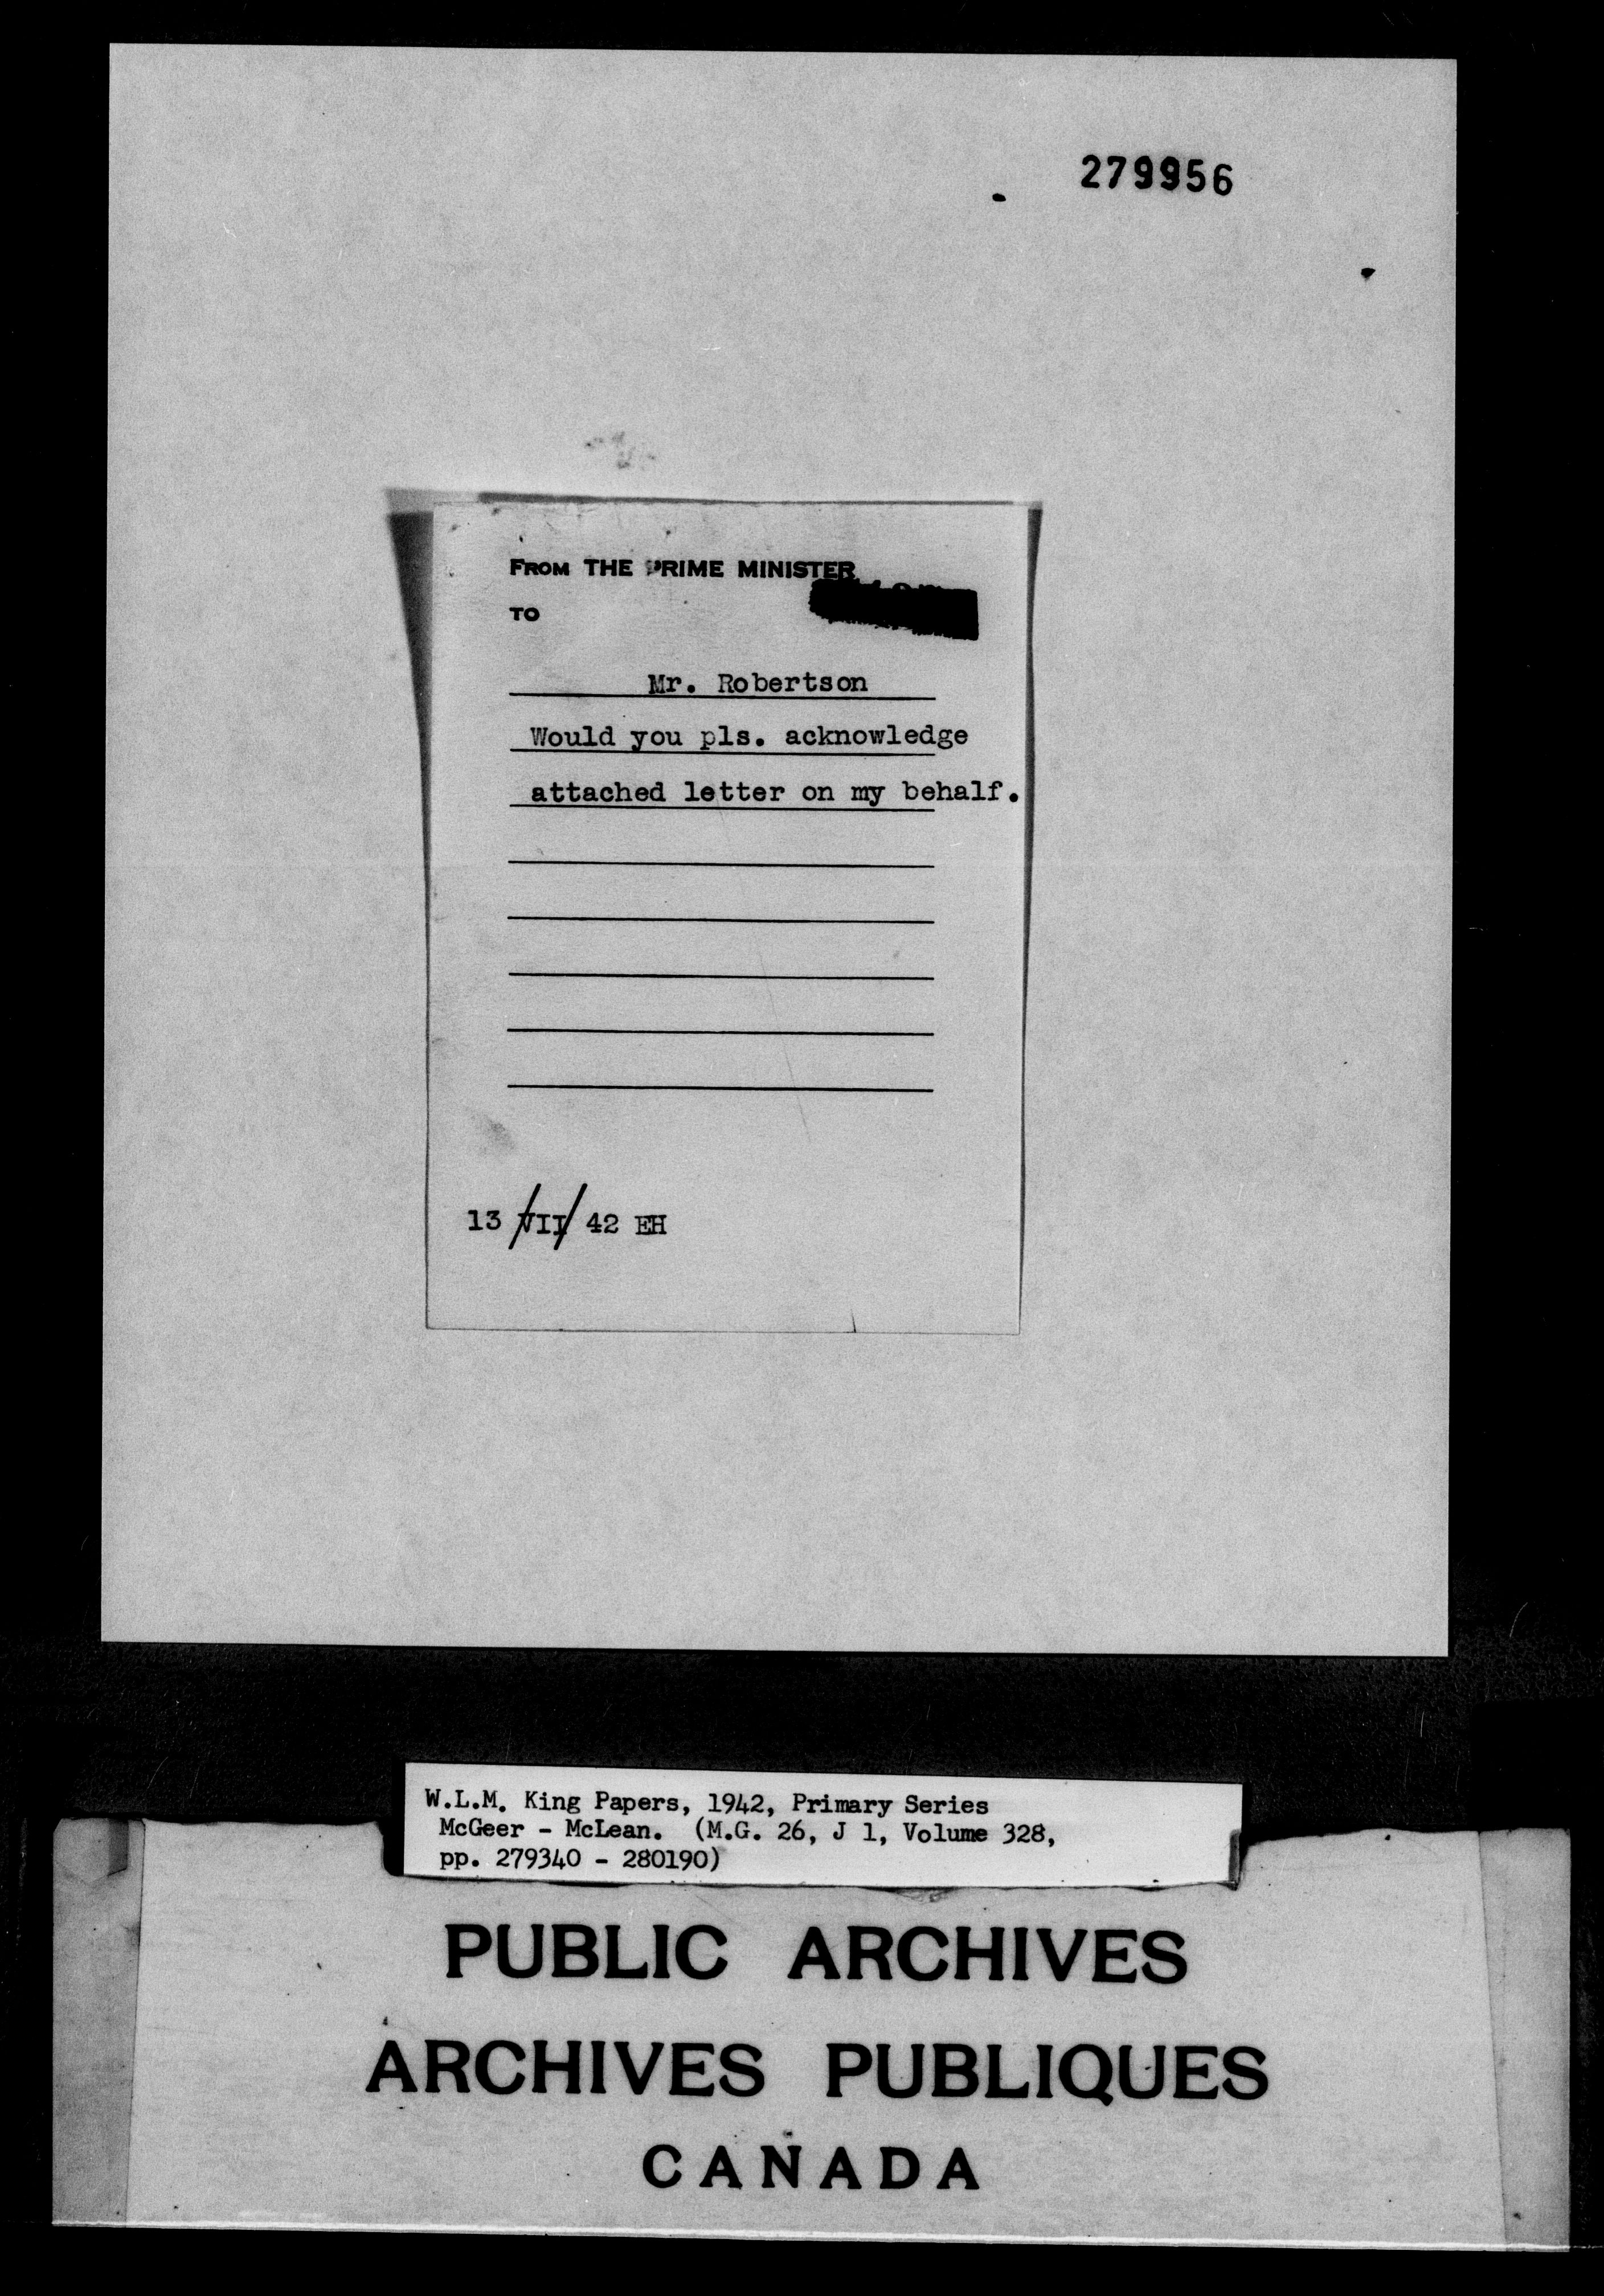 279956
FROM THE PRIME MINISTER
TO
Mr. Robertson
Would you pls. acknowledge
attached letter on my behalf.
13/VII/42 EH
W.L.M. King Papers, 1942, Primary Series
McGeer - McLean. (M.G. 26, J 1, Volume 328,
pp. 279340 - 280190)
PUBLIC ARCHIVES
ARCHIVES PUBLIQUES
CANADA